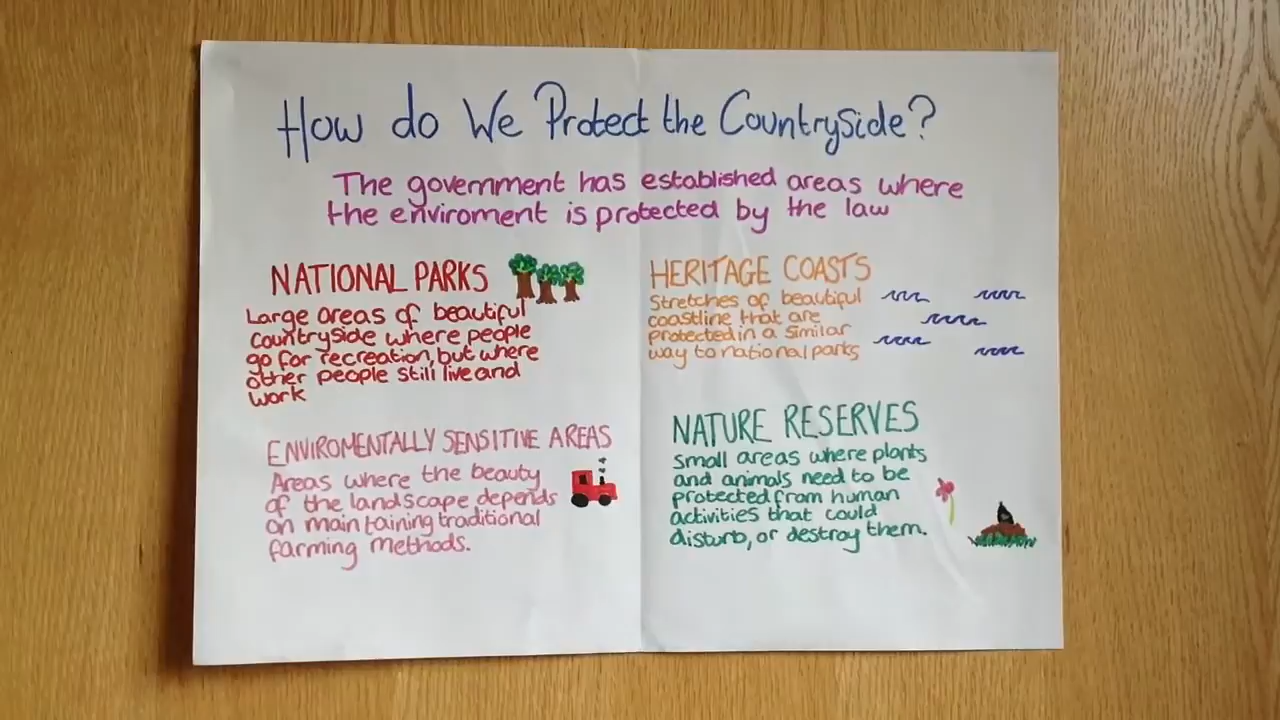 How do We Protect the Countryside?
The government has established areas where
the enviroment is protected by the law
NATIONAL PARKS
Large areas of beautiful
countryside where people
go for recreation, but where
other people still live and
work
HERITAGE COASTS
Stretches of beautiful
coastline that are
protected in a similar
way to national parks
ENVIROMENTALLY SENSITIVE AREAS
Areas where the beauty
of the landscape depends
on maintaining traditional
farming methods.
NATURE RESERVES
Small areas where plants
and animals need to be
protected from human
activities that could
disturb, or destroy them.